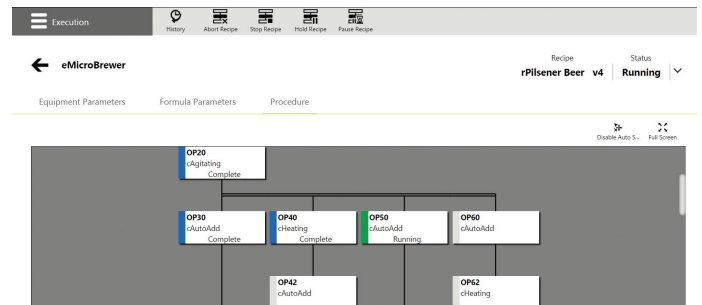 Execution
History
Abort Recipe
Stop Recipe
Hold Recipe
Pause Recipe
eMicroBrewer
Recipe
rPilsener Beer v4
Status
Running
Equipment Parameters
Formula Parameters
Procedure
Disable Auto S...
Full Screen
OP20
cAgitating
Complete
OP30
cAutoAdd
Complete
OP40
cHeating
Complete
OP50
cAutoAdd
Running
OP60
cAutoAdd
OP42
cAutoAdd
OP62
cHeating